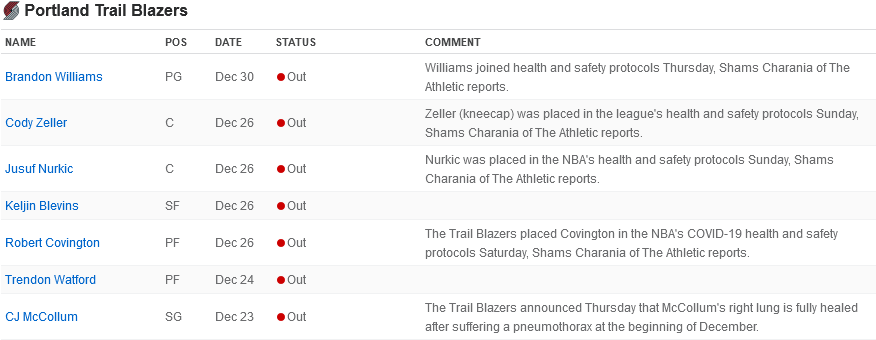 Portland Trail Blazers
NAME POS DATE STATUS COMMENT
Brandon Williams PG Dec 30 Out Williams joined health and safety protocols Thursday, Shams Charania of The
Athletic reports.
Cody Zeller C Dec 26 Out Zeller (kneecap) was placed in the league's health and safety protocols Sunday,
Shams Charania of The Athletic reports.
Jusuf Nurkic C Dec 26 Out Nurkic was placed in the NBA's health and safety protocols Sunday, Shams
Charania of The Athletic reports.
Keljin Blevins SF Dec 26 Out
Robert Covington PF Dec 26 Out The Trail Blazers placed Covington in the NBA's COVID-19 health and safety
protocols Saturday, Shams Charania of The Athletic reports.
Trendon Watford PF Dec 24 Out
CJ McCollum SG Dec 23 Out The Trail Blazers announced Thursday that McCollum's right lung is fully healed
after suffering a pneumothorax at the beginning of December.